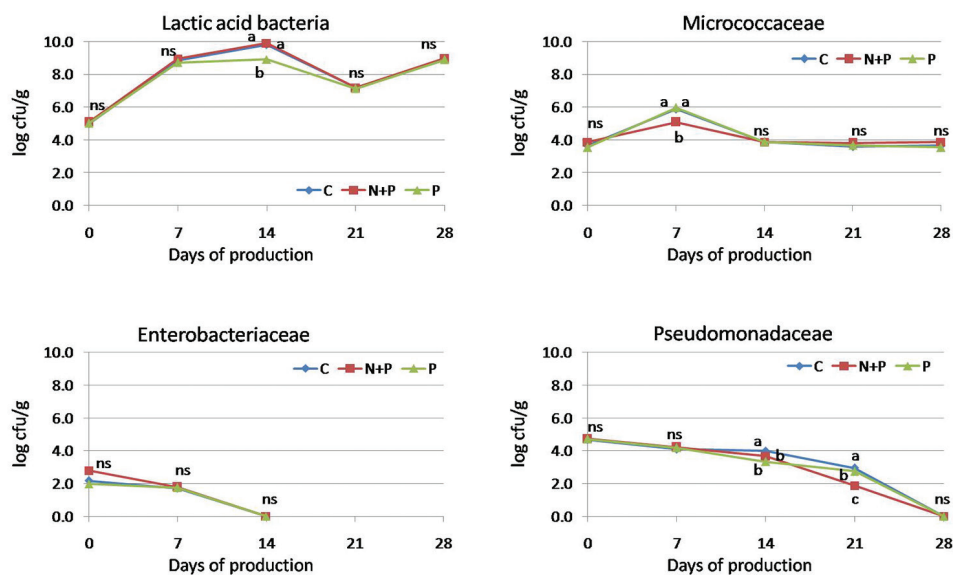 Lactic acid bacteria
10.0
8.0
6.0
4.0
2.0
0.0
log cfu/g
ns
ns
a
a
b
ns
ns
C N+P P
0 7 14 21 28
Days of production
Micrococcaceae
10.0
8.0
6.0
4.0
2.0
0.0
log cfu/g
C N+P P
ns
a a
b
ns
ns
ns
0 7 14 21 28
Days of production
Enterobacteriaceae
10.0
8.0
6.0
4.0
2.0
0.0
log cfu/g
C N+P P
ns
ns
ns
0 7 14 21 28
Days of production
Pseudomonadaceae
10.0
8.0
6.0
4.0
2.0
0.0
log cfu/g
C N+P P
ns
ns
a
b
b
a
b
c
ns
0 7 14 21 28
Days of production